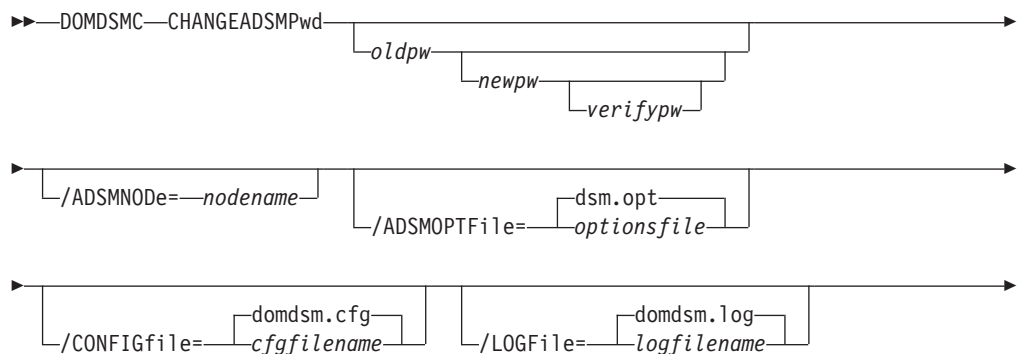 DOMDSMC CHANGEADSMPwd
oldpw
newpw
verifypw
/ADSMNODe= nodename
dsm.opt
/ADSMOPTFile= optionsfile
domdsm.cfg
/CONFIGfile= cfgfilename
domdsm.log
/LOGFile= logfilename